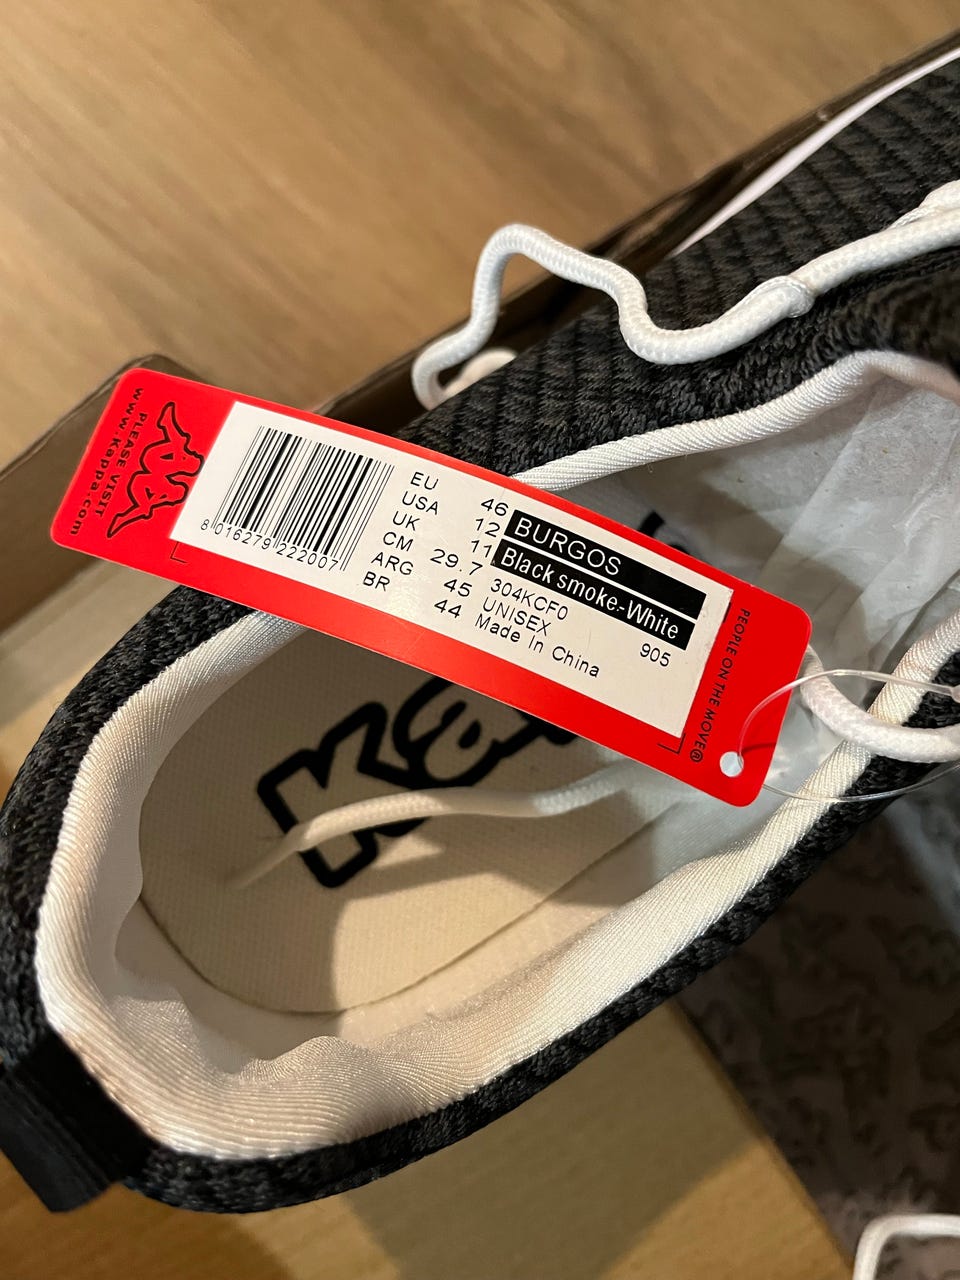 PLEASE VISIT
www.Kappa.com
8 016279 222007
EU 46
USA 12
UK 11
CM 29.7
ARG 45
BR 44
BURGOS
Black smoke-White
304KCF0 905
UNISEX
Made In China
PEOPLE ON THE MOVE®